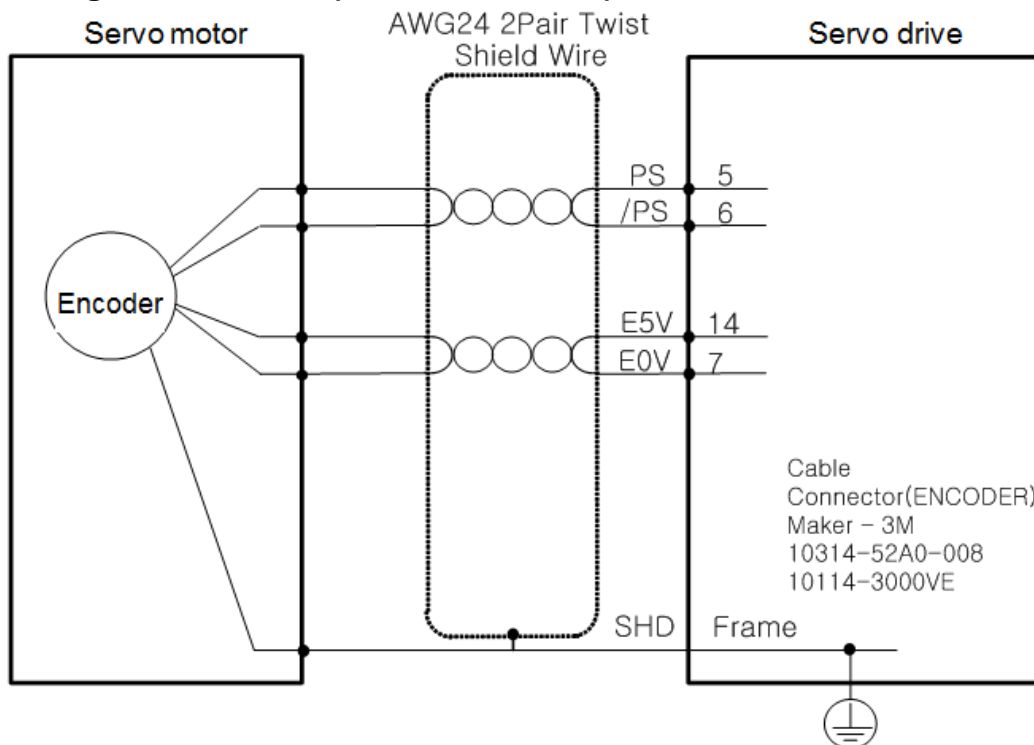 Servo motor
AWG24 2Pair Twist
Shield Wire
Servo drive
PS 5
/PS 6
Encoder
E5V 14
E0V 7
Cable
Connector(ENCODER)
Maker - 3M
10314-52A0-008
10114-3000VE
SHD Frame